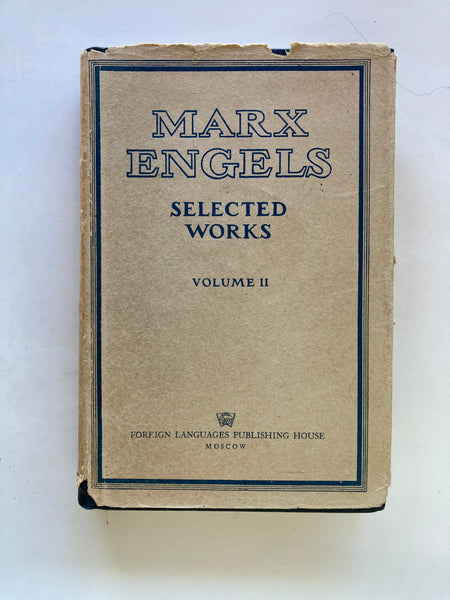 MARX
ENGELS
SELECTED
WORKS
VOLUME II
FOREIGN LANGUAGES PUBLISHING HOUSE
MOSCOW